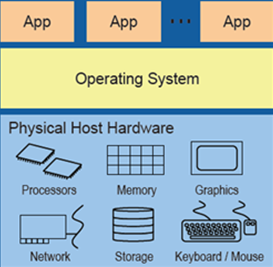 App App ... App
Operating System
Physical Host Hardware
Processors Memory Graphics
Network Storage Keyboard / Mouse